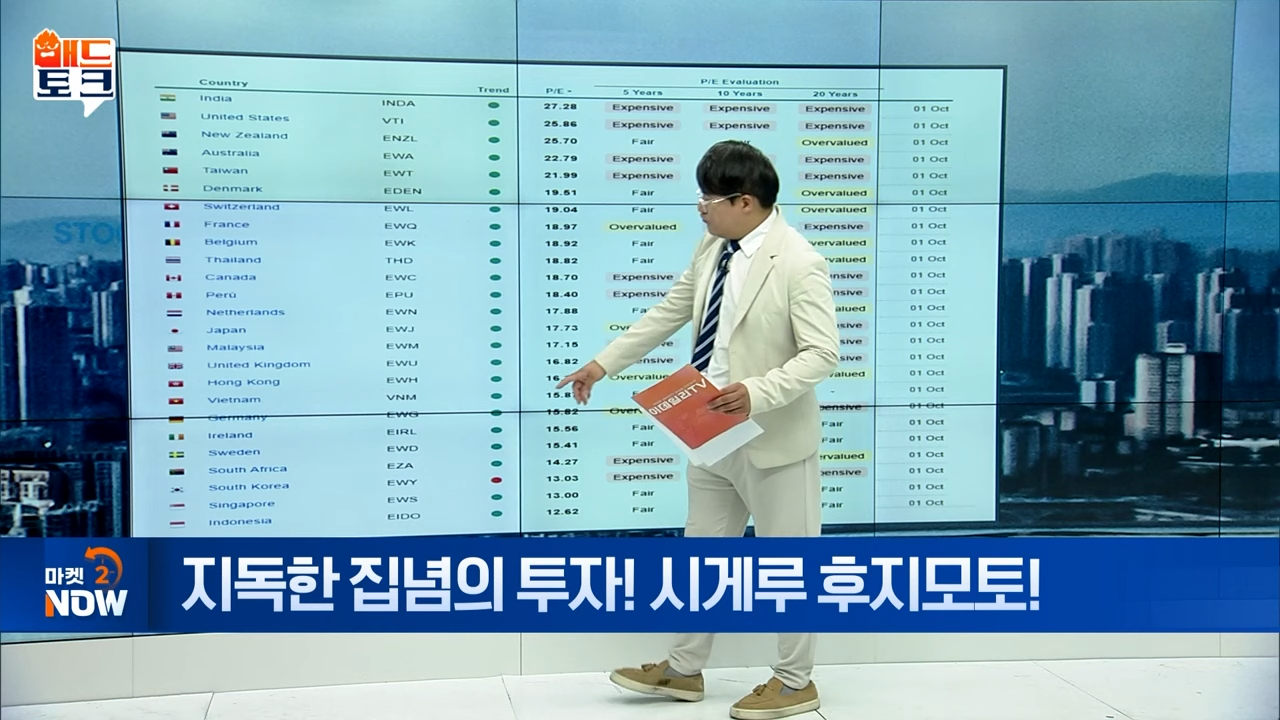 패드
토크
Country Trend P/E P/E Evaluation
5 Years 10 Years 20 Years
India INDA 27.28 Expensive Expensive Expensive 01 Oct
United States VTI 25.86 Expensive Expensive Expensive 01 Oct
New Zealand ENZL 25.70 Fair Overvalued 01 Oct
Australia EWA 22.79 Expensive Expensive 01 Oct
Taiwan EWT 21.99 Expensive Expensive 01 Oct
Denmark EDEN 19.51 Fair Overvalued 01 Oct
Switzerland EWL 19.04 Fair Overvalued 01 Oct
France EWQ 18.97 Overvalued Expensive 01 Oct
Belgium EWK 18.92 Fair 01 Oct
Thailand THD 18.82 Fair 01 Oct
Canada EWC 18.70 Expensive 01 Oct
Peru EPU 18.40 01 Oct
Netherlands EWN 17.88 Fair 01 Oct
Japan EWJ 17.73 01 Oct
Malaysia EWM 17.15 01 Oct
United Kingdom EWU 16.82 01 Oct
Hong Kong EWH Overvalued 01 Oct
Vietnam VNM 01 Oct
Germany EWG 15.82 01 Oct
Ireland EIRL 15.56 Fair Fair 01 Oct
Sweden EWD 15.41 Fair Fair 01 Oct
South Africa EZA 14.27 Expensive 01 Oct
South Korea EWY 13.03 Expensive 01 Oct
Singapore EWS 13.00 Fair Fair 01 Oct
Indonesia EIDO 12.62 Fair Fair 01 Oct
이데일리TV
마켓 2
NOW
지독한 집념의 투자! 시게루 후지모토!